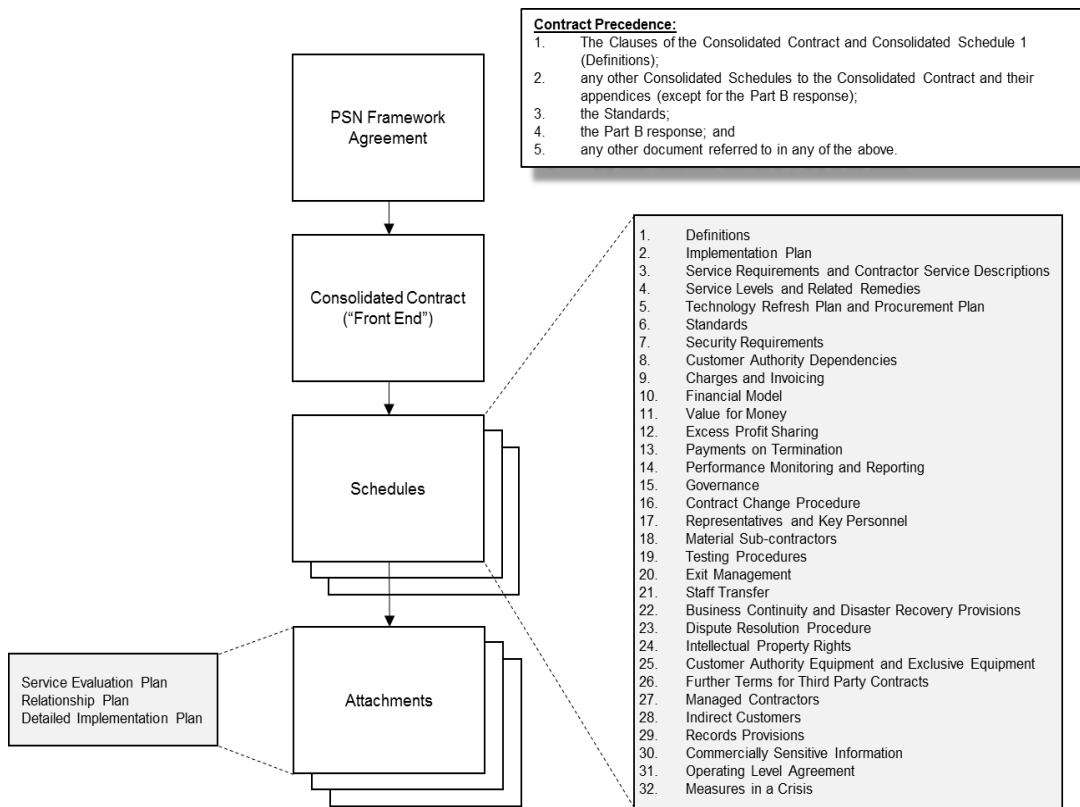 Contract Precedence:
1. The Clauses of the Consolidated Contract and Consolidated Schedule 1
(Definitions);
2. any other Consolidated Schedules to the Consolidated Contract and their
appendices (except for the Part B response);
3. the Standards;
4. the Part B response; and
5. any other document referred to in any of the above.
PSN Framework
Agreement
Consolidated Contract
(“Front End”)
Schedules
Attachments
1. Definitions
2. Implementation Plan
3. Service Requirements and Contractor Service Descriptions
4. Service Levels and Related Remedies
5. Technology Refresh Plan and Procurement Plan
6. Standards
7. Security Requirements
8. Customer Authority Dependencies
9. Charges and Invoicing
10. Financial Model
11. Value for Money
12. Excess Profit Sharing
13. Payments on Termination
14. Performance Monitoring and Reporting
15. Governance
16. Contract Change Procedure
17. Representatives and Key Personnel
18. Material Sub-contractors
19. Testing Procedures
20. Exit Management
21. Staff Transfer
22. Business Continuity and Disaster Recovery Provisions
23. Dispute Resolution Procedure
24. Intellectual Property Rights
25. Customer Authority Equipment and Exclusive Equipment
26. Further Terms for Third Party Contracts
27. Managed Contractors
28. Indirect Customers
29. Records Provisions
30. Commercially Sensitive Information
31. Operating Level Agreement
32. Measures in a Crisis
Service Evaluation Plan
Relationship Plan
Detailed Implementation Plan